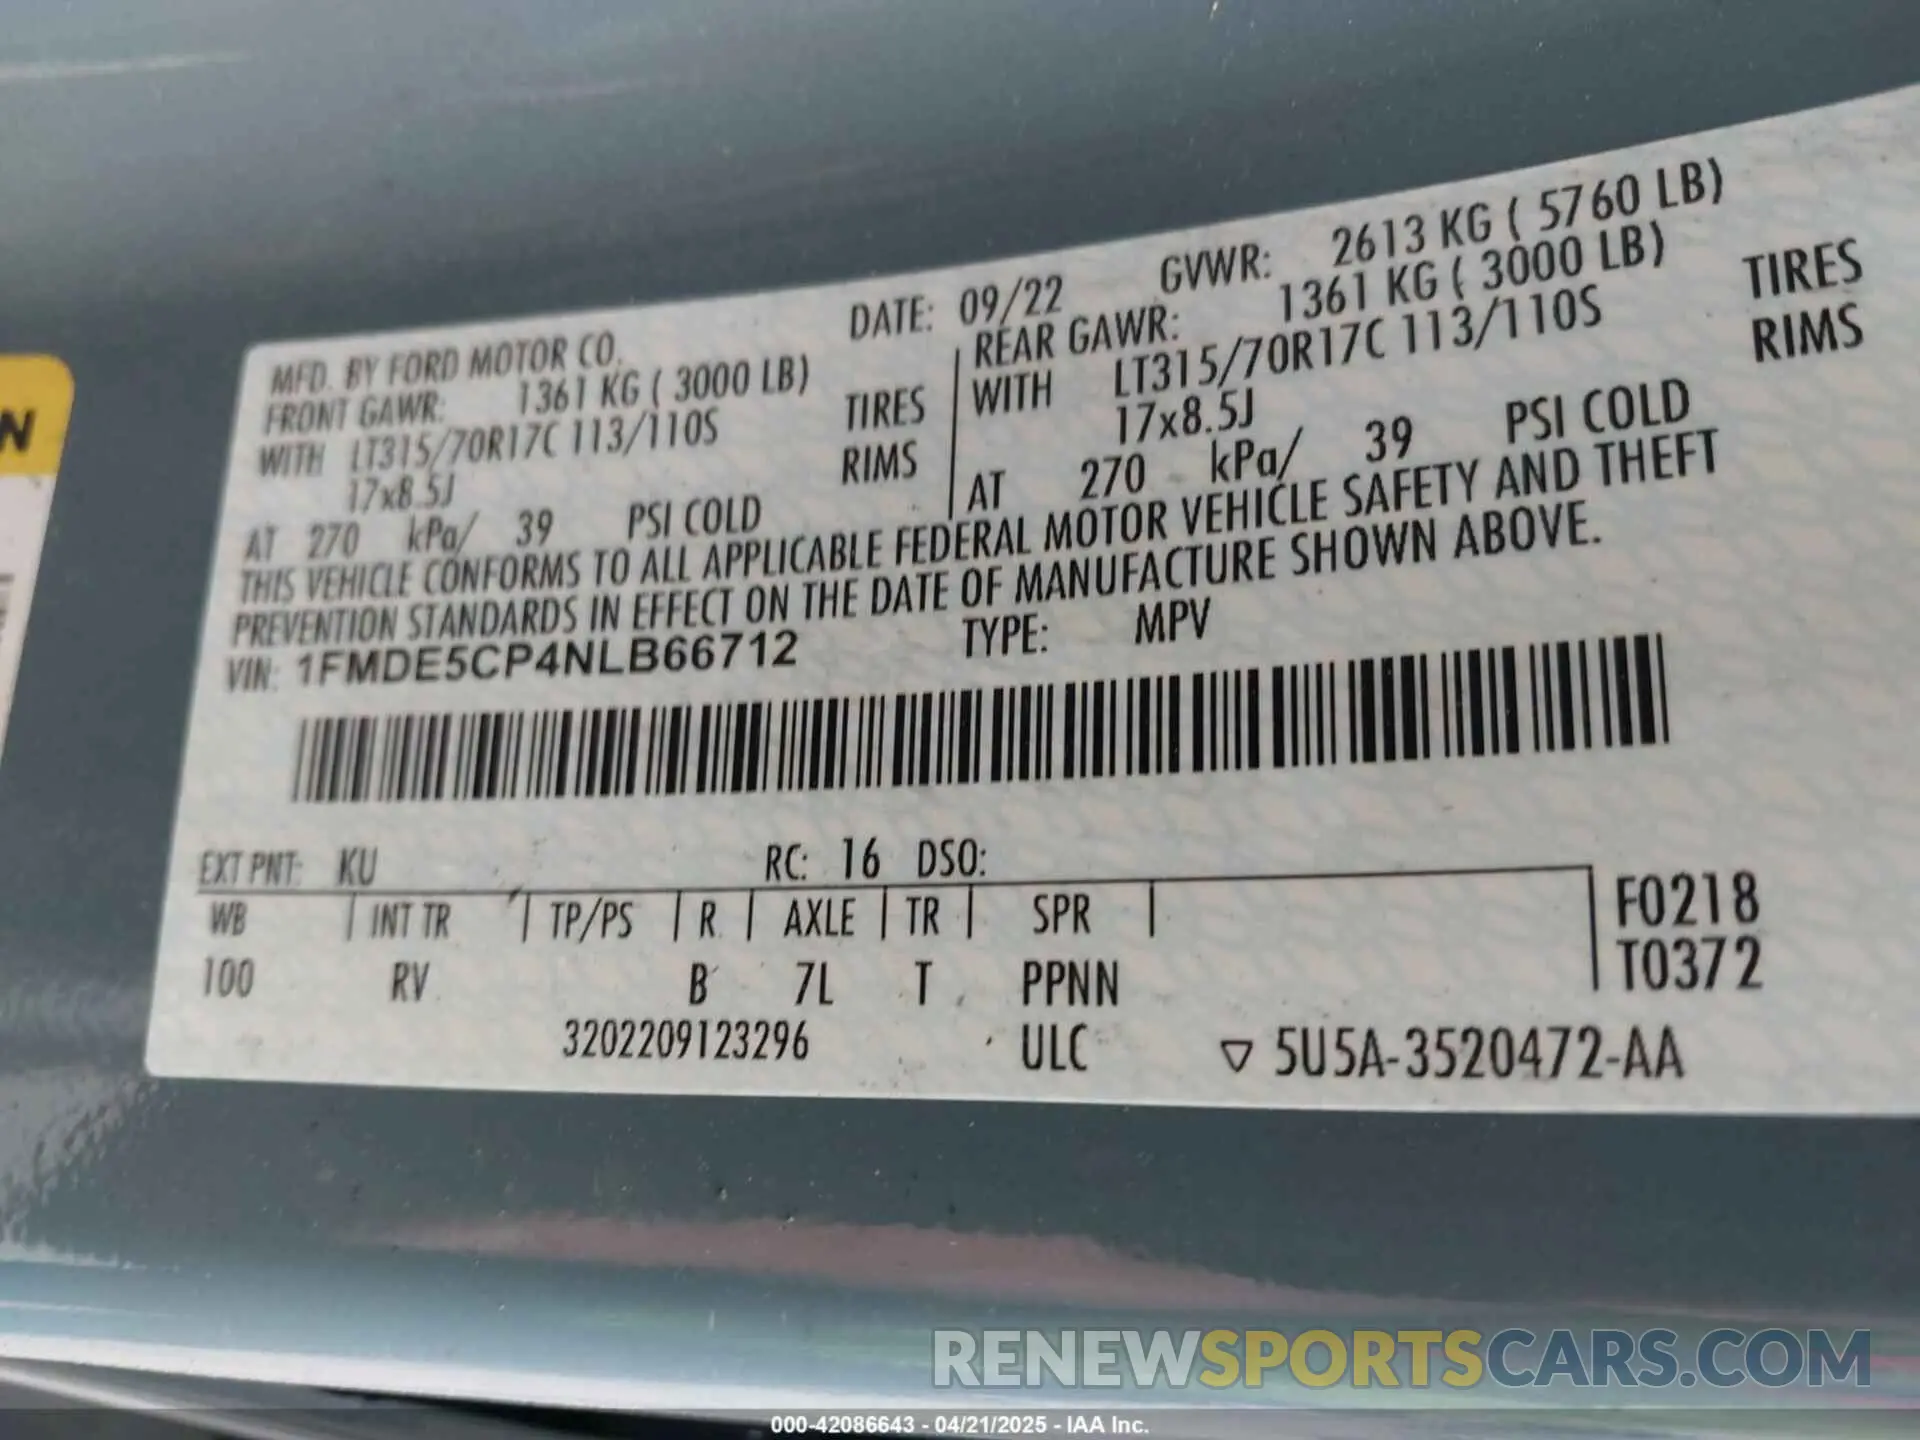 MFD. BY FORD MOTOR CO. DATE: 09/22 GVWR: 2613 KG ( 5760 LB)
FRONT GAWR: 1361 KG ( 3000 LB) REAR GAWR: 1361 KG ( 3000 LB)
WITH LT315/70R17C 113/110S TIRES WITH LT315/70R17C 113/110S TIRES
17x8.5J RIMS 17x8.5J RIMS
AT 270 kPa/ 39 PSI COLD AT 270 kPa/ 39 PSI COLD
THIS VEHICLE CONFORMS TO ALL APPLICABLE FEDERAL MOTOR VEHICLE SAFETY AND THEFT
PREVENTION STANDARDS IN EFFECT ON THE DATE OF MANUFACTURE SHOWN ABOVE.
VIN: 1FMDE5CP4NLB66712 TYPE: MPV
EXT PNT: KU RC: 16 DSO:
WB INT TR TP/PS R AXLE TR SPR F0218
100 RV B 7L T PPNN T0372
3202209123296 ULC ▽ 5U5A-3520472-AA
N
RENEWSPORTSCARS.COM
000-42086643 - 04/21/2025 - IAA Inc.